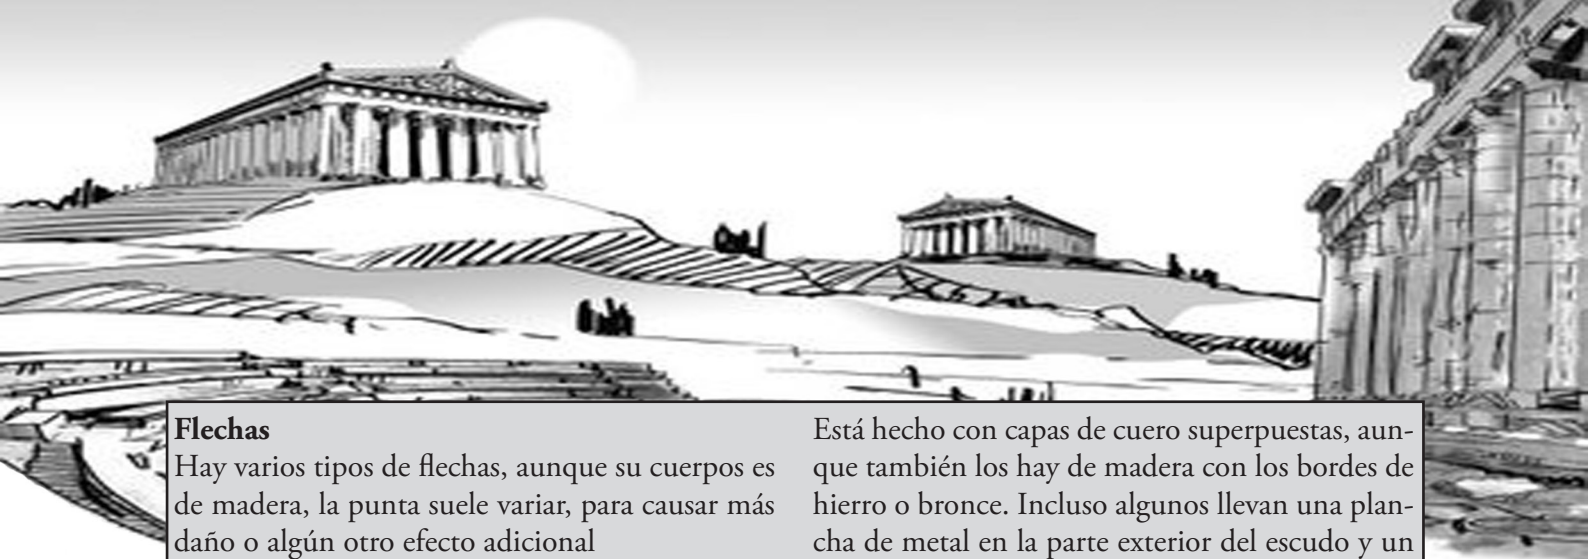 Flechas
Hay varios tipos de flechas, aunque su cuerpos es
de madera, la punta suele variar, para causar más
daño o algún otro efecto adicional
Está hecho con capas de cuero superpuestas, aun-
que también los hay de madera con los bordes de
hierro o bronce. Incluso algunos llevan una plan-
cha de metal en la parte exterior del escudo y un